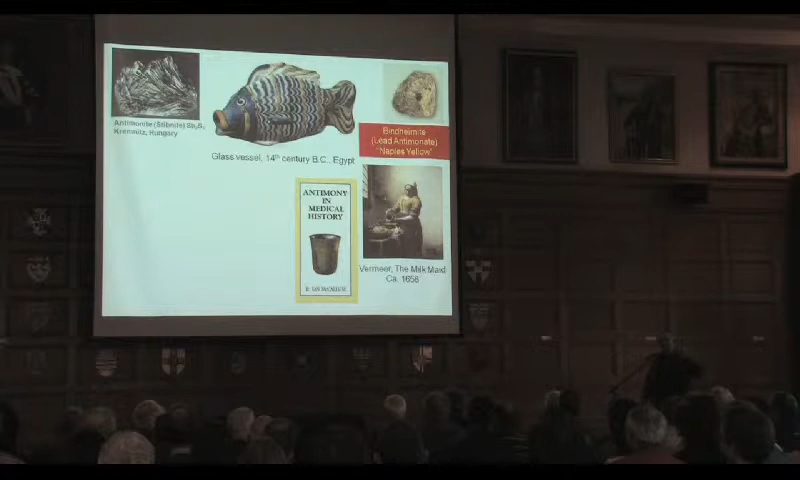 Antimonite (Stibnite) Sb₂S₃
Kremnitz, Hungary
Glass vessel, 14th century B.C., Egypt
Bindheimite
(Lead Antimonate)
"Naples Yellow"
ANTIMONY
IN
MEDICAL
HISTORY
Vermeer, The Milk Maid
Ca. 1658